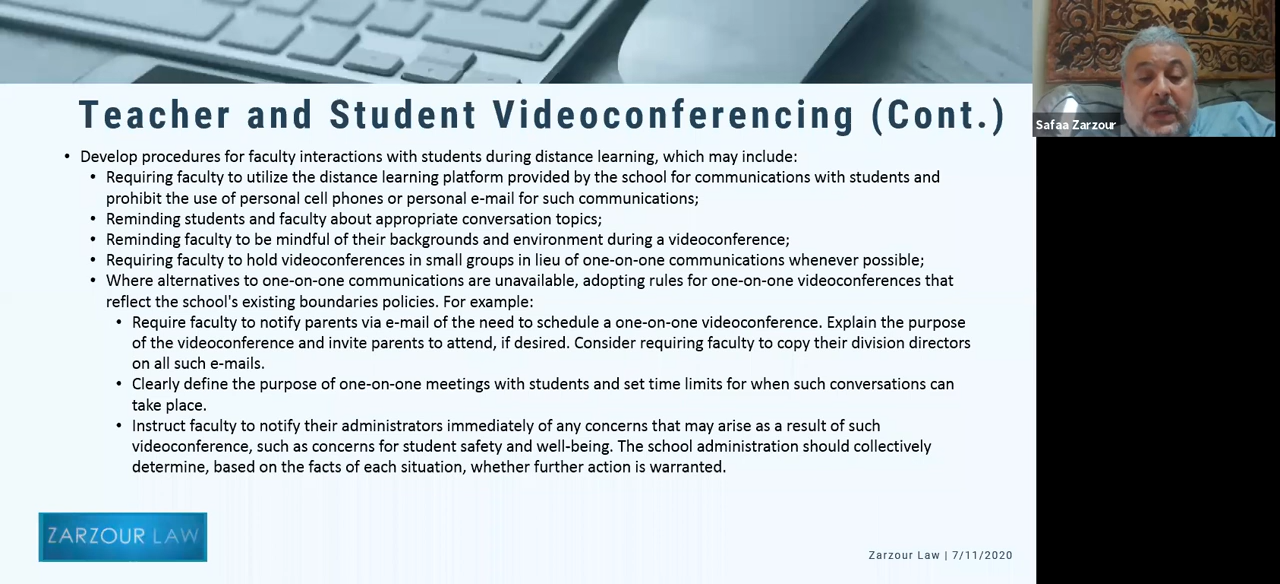 Teacher and Student Videoconferencing (Cont.)
• Develop procedures for faculty interactions with students during distance learning, which may include:
• Requiring faculty to utilize the distance learning platform provided by the school for communications with students and
prohibit the use of personal cell phones or personal e-mail for such communications;
• Reminding students and faculty about appropriate conversation topics;
• Reminding faculty to be mindful of their backgrounds and environment during a videoconference;
• Requiring faculty to hold videoconferences in small groups in lieu of one-on-one communications whenever possible;
• Where alternatives to one-on-one communications are unavailable, adopting rules for one-on-one videoconferences that
reflect the school's existing boundaries policies. For example:
• Require faculty to notify parents via e-mail of the need to schedule a one-on-one videoconference. Explain the purpose
of the videoconference and invite parents to attend, if desired. Consider requiring faculty to copy their division directors
on all such e-mails.
• Clearly define the purpose of one-on-one meetings with students and set time limits for when such conversations can
take place.
• Instruct faculty to notify their administrators immediately of any concerns that may arise as a result of such
videoconference, such as concerns for student safety and well-being. The school administration should collectively
determine, based on the facts of each situation, whether further action is warranted.
ZARZOUR LAW
Zarzour Law | 7/11/2020
Safaa Zarzour